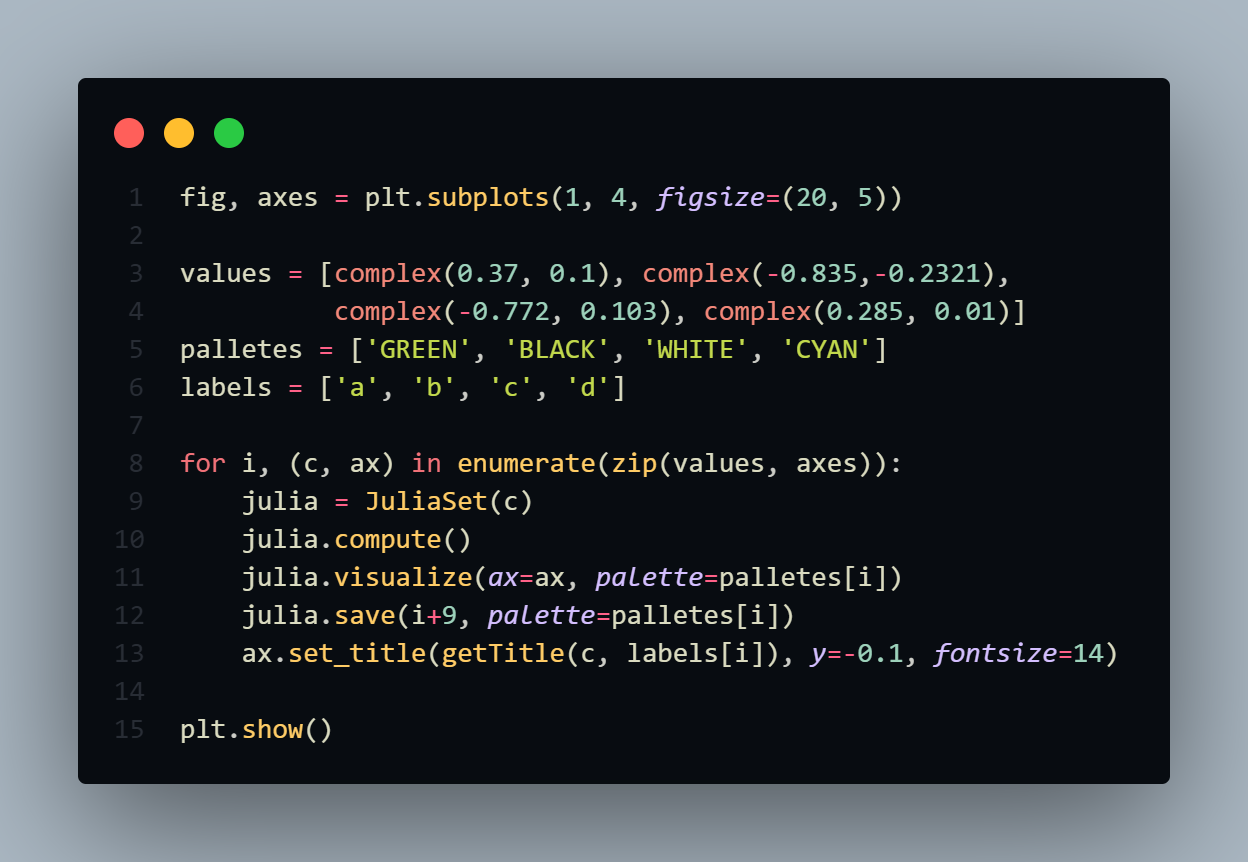 1 fig, axes = plt.subplots(1, 4, figsize=(20, 5))
2
3 values = [complex(0.37, 0.1), complex(-0.835,-0.2321),
4           complex(-0.772, 0.103), complex(0.285, 0.01)]
5 palletes = ['GREEN', 'BLACK', 'WHITE', 'CYAN']
6 labels = ['a', 'b', 'c', 'd']
7
8 for i, (c, ax) in enumerate(zip(values, axes)):
9     julia = JuliaSet(c)
10     julia.compute()
11     julia.visualize(ax=ax, palette=palletes[i])
12     julia.save(i+9, palette=palletes[i])
13     ax.set_title(getTitle(c, labels[i]), y=-0.1, fontsize=14)
14
15 plt.show()